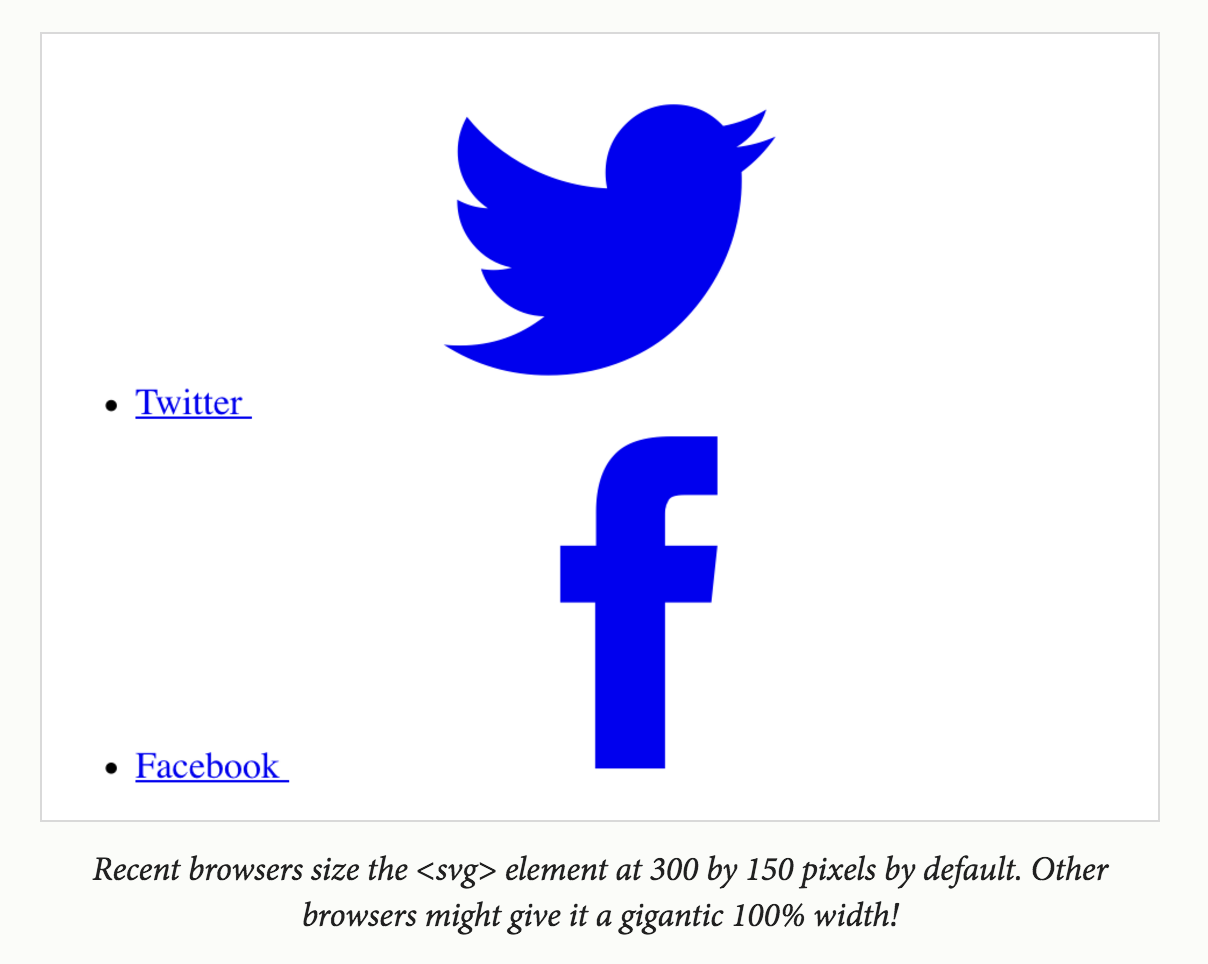 Twitter
Facebook
Recent browsers size the <svg> element at 300 by 150 pixels by default. Other
browsers might give it a gigantic 100% width!